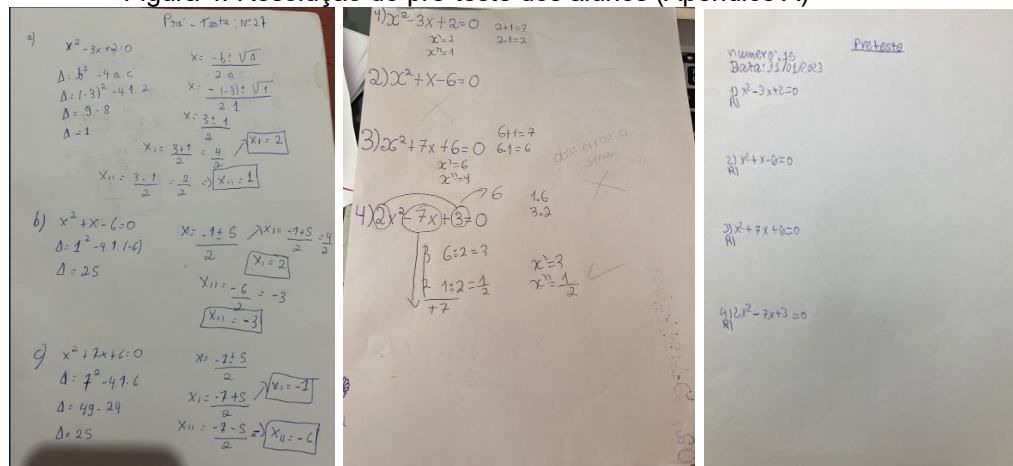 Figura 4: Resolução do pré-teste dos alunos (Apêndice A)
Pré - Teste : Nº 27
a)
x² -3x+2=0
Δ= b² - 4 a.c
Δ= (-3)² -4.1.2
Δ= 9-8
Δ=1
x= -b± √Δ / 2 a
x= -(-3)± √1 / 2.1
x= 3±1 / 2
x₁= 3+1 / 2 = 4 / 2 x₁=2
x₁₁= 3-1 / 2 = 2 / 2 => x₁₁=1
b) x² +x-6=0
Δ= 1² -4.1.(-6)
Δ= 25
x= -1±5 / 2
x₁= -1+5 / 2 = 4 / 2
x₁=2
x₁₁= -6 / 2 = -3
x₁₁=-3
c) x² +7x+6=0
Δ= 7² -4.1.6
Δ= 49-24
Δ=25
x= -7±5 / 2
x₁= -7+5 / 2 x₁=-1
x₁₁= -7-5 / 2 => x₁₁=-6
1) x²-3x+2=0
x'=2
x''=1
2+1=3
2.1=2
2) x²+x-6=0
3) x²+7x+6=0
6+1=7
6.1=6
x'=6
obs: errou o
sinal
4) 2x²-7x+3=0
6
1.6
3.2
6:2=3
1:2=1/2
+7
x'=3
x''=1/2
Preteste
numero: 15
Data:
1) x²-3x+2=0
R)
2) x²+x-6=0
R)
3) x²+7x+6=0
R)
4) 2x²-7x+3=0
R)